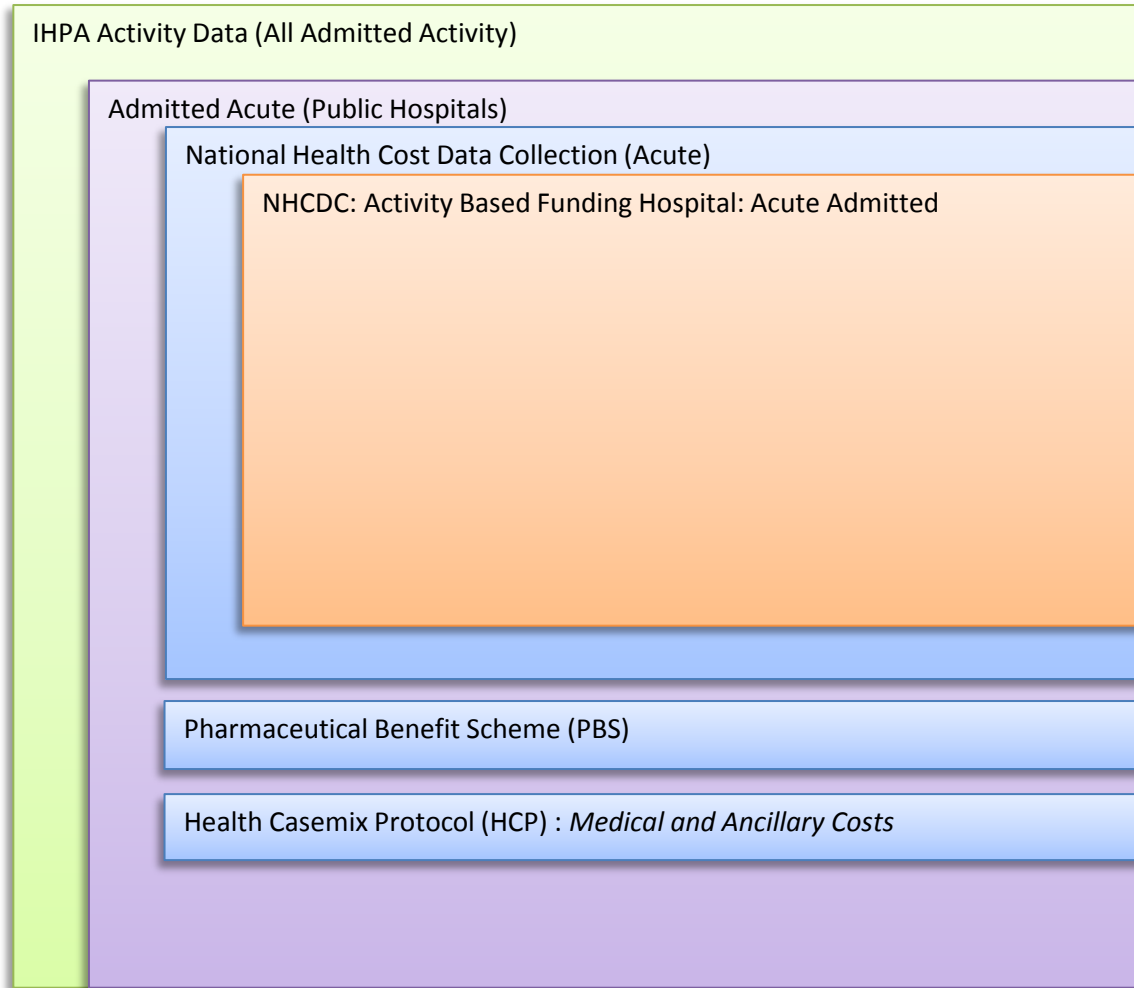 IHPA Activity Data (All Admitted Activity)
Admitted Acute (Public Hospitals)
National Health Cost Data Collection (Acute)
NHCDC: Activity Based Funding Hospital: Acute Admitted
Pharmaceutical Benefit Scheme (PBS)
Health Casemix Protocol (HCP) : Medical and Ancillary Costs